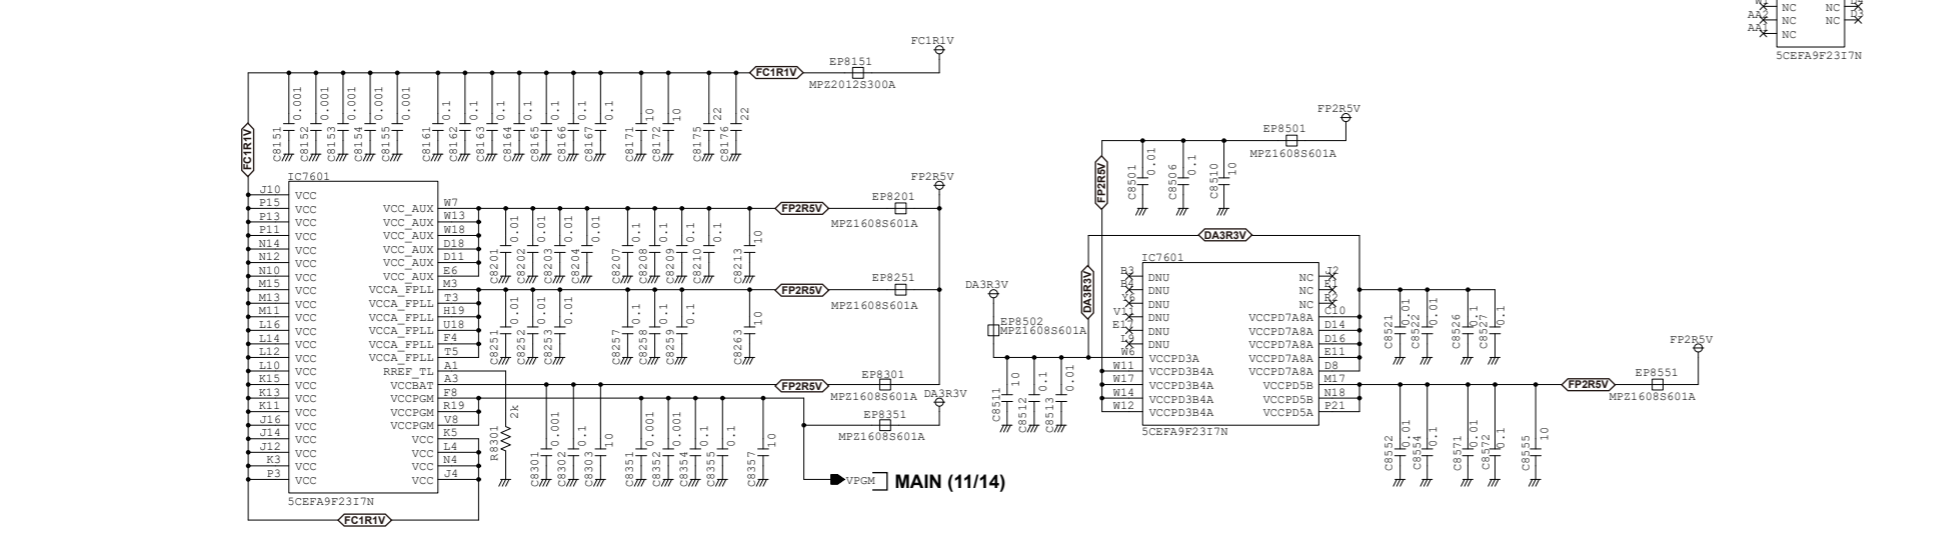 NC NC D4
AA2 NC NC D3
AA1 NC
5CEFA9F23I7N
FC1R1V
FC1R1V EP8151
MPZ2012S300A
C8151 0.001
C8152 0.001
C8153 0.001
C8154 0.001
C8155 0.001
C8161 0.1
C8162 0.1
C8163 0.1
C8164 0.1
C8165 0.1
C8166 0.1
C8167 0.1
C8171 10
C8172 10
C8175 22
C8176 22
FC1R1V
IC7601
J10 VCC
P15 VCC VCC_AUX W7
P13 VCC VCC_AUX W13
P11 VCC VCC_AUX W18
N14 VCC VCC_AUX D18
N12 VCC VCC_AUX D11
N10 VCC VCC_AUX E6
M15 VCC VCCA_FPLL M3
M13 VCC VCCA_FPLL T3
M11 VCC VCCA_FPLL H19
L16 VCC VCCA_FPLL U18
L14 VCC VCCA_FPLL F4
L12 VCC VCCA_FPLL T5
L10 VCC RREF_TL A1
K15 VCC VCCBAT A3
K13 VCC VCCPGM F8
K11 VCC VCCPGM R19
J16 VCC VCCPGM V8
J14 VCC VCC K5
J12 VCC VCC L4
K3 VCC VCC N4
P3 VCC VCC J4
5CEFA9F23I7N
FC1R1V
FP2R5V
FP2R5V EP8201
MPZ1608S601A
C8201 0.01
C8202 0.01
C8203 0.01
C8204 0.01
C8207 0.1
C8208 0.1
C8209 0.1
C8210 0.1
C8213 10
FP2R5V EP8251
MPZ1608S601A
C8251 0.01
C8252 0.01
C8253 0.01
C8257 0.1
C8258 0.1
C8259 0.1
C8263 10
FP2R5V EP8301
MPZ1608S601A
DA3R3V
EP8351
MPZ1608S601A
R8301 2k
C8301 0.001
C8302 0.1
C8303 10
C8351 0.001
C8352 0.001
C8354 0.1
C8355 0.1
C8357 10
VPGM MAIN (11/14)
FP2R5V
EP8501
MPZ1608S601A
FP2R5V
C8501 0.01
C8506 0.1
C8510 10
DA3R3V
DA3R3V
DA3R3V
EP8502
MPZ1608S601A
C8511 10
C8512 0.1
C8513 0.01
IC7601
B3 DNU NC
B4 DNU NC
Y6 DNU NC
DNU VCCPD7A8A C10
DNU VCCPD7A8A D14
DNU VCCPD7A8A D16
W6 VCCPD3A VCCPD7A8A E11
W11 VCCPD3B4A VCCPD7A8A D8
W17 VCCPD3B4A VCCPD5B M17
W14 VCCPD3B4A VCCPD5B N18
W12 VCCPD3B4A VCCPD5A P21
5CEFA9F23I7N
C8521 0.01
C8522 0.01
C8526 0.1
C8527 0.1
FP2R5V
FP2R5V EP8551
MPZ1608S601A
C8552 0.01
C8554 0.1
C8571 0.01
C8572 0.1
C8555 10